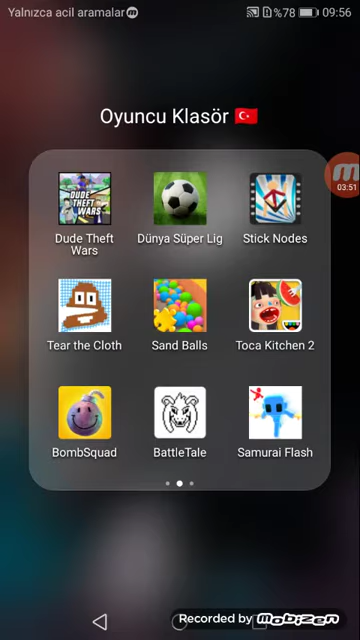 Yalnızca acil aramalar
%78
09:56
Oyuncu Klasör 🇹🇷
03:51
DUDE
THEFT
WARS
Dude Theft
Wars
Dünya Süper Lig
Stick Nodes
Tear the Cloth
Sand Balls
Toca Kitchen 2
BombSquad
BattleTale
Samurai Flash
Recorded by Mobizen